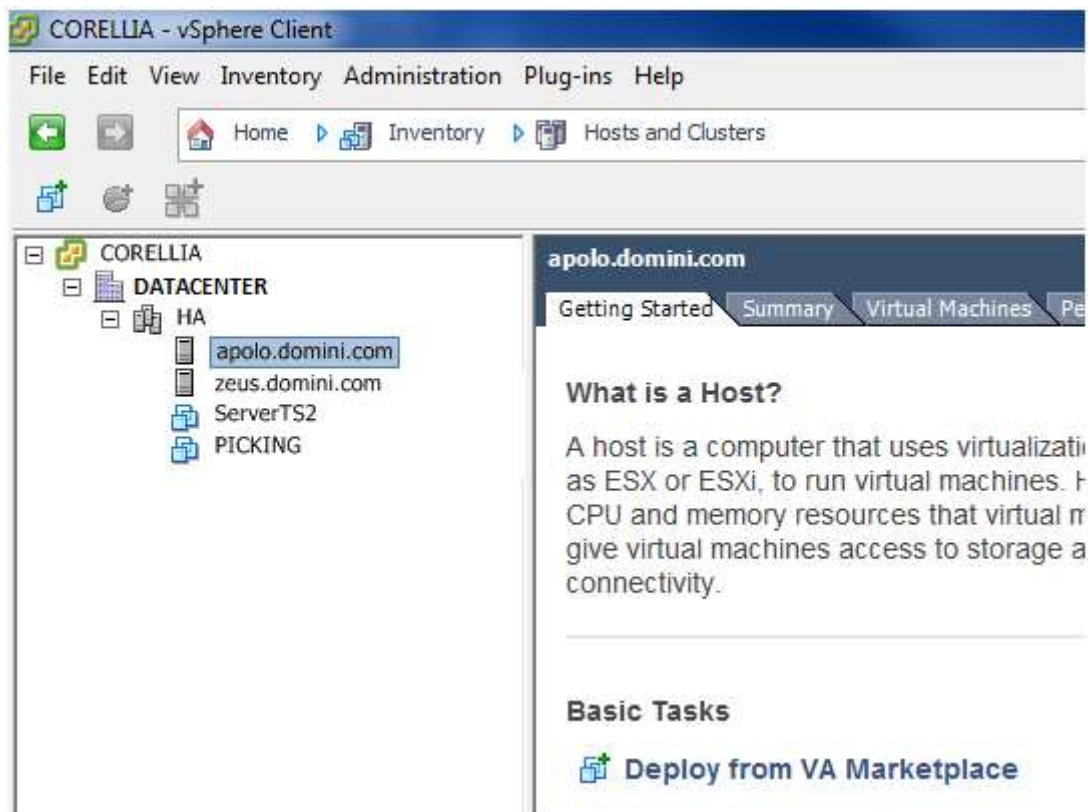 CORELLIA - vSphere Client
File Edit View Inventory Administration Plug-ins Help
Home Inventory Hosts and Clusters
CORELLIA
DATACENTER
HA
apolo.domini.com
zeus.domini.com
ServerTS2
PICKING
apolo.domini.com
Getting Started Summary Virtual Machines
What is a Host?
A host is a computer that uses
as ESX or ESXi, to run virtual machines.
CPU and memory resources that virtual
give virtual machines access to storage
connectivity.
Basic Tasks
Deploy from VA Marketplace